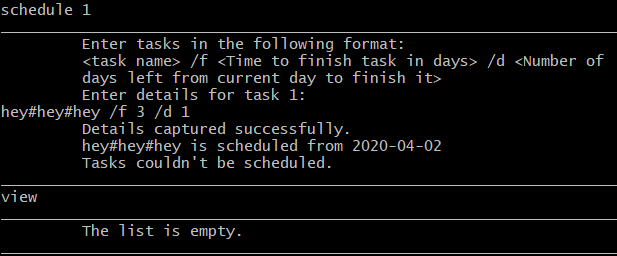 schedule 1
Enter tasks in the following format:
<task name> /f <Time to finish task in days> /d <Number of
days left from current day to finish it>
Enter details for task 1:
hey#hey#hey /f 3 /d 1
Details captured successfully.
hey#hey#hey is scheduled from 2020-04-02
Tasks couldn't be scheduled.
view
The list is empty.